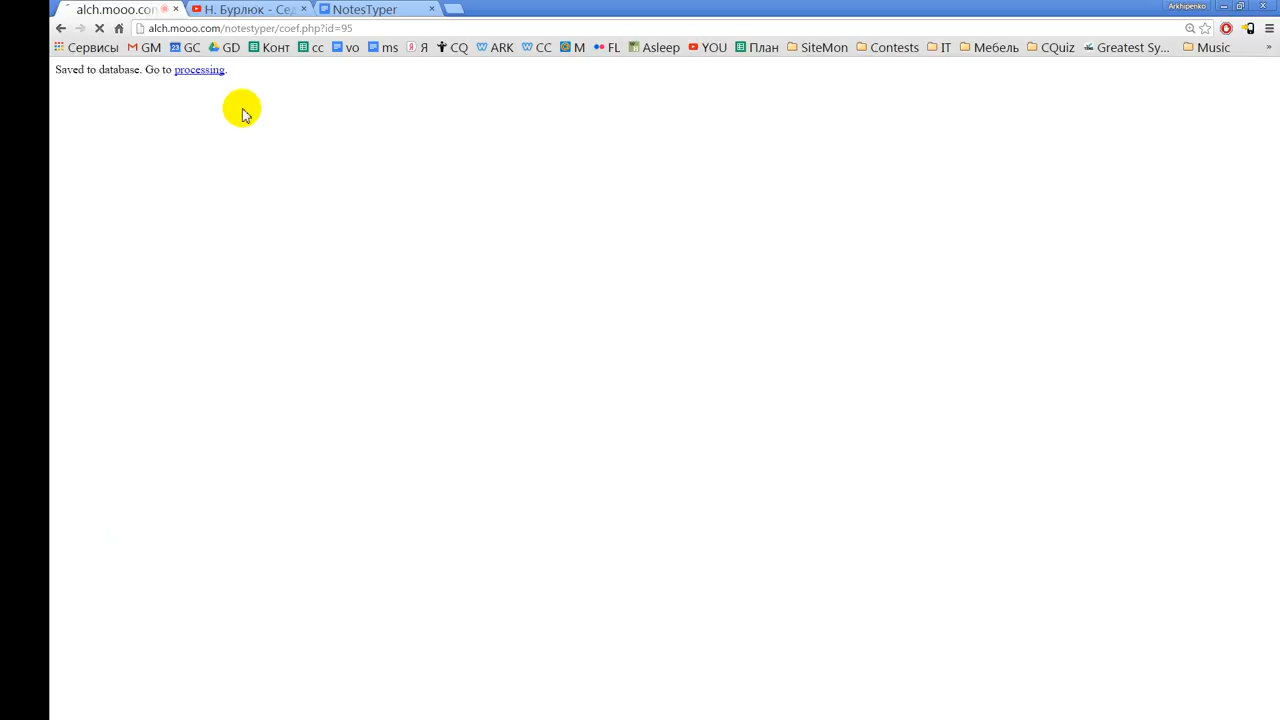 alch.mooo.con
Н. Бурлюк - Сед
NotesTyper
Arkhipenko
alch.mooo.com/notestyper/coef.php?id=95
Сервисы GM GC GD Конт cc vo ms Я CQ ARK CC M FL Asleep YOU План SiteMon Contests IT Мебель CQuiz Greatest Sy... Music »
Saved to database. Go to processing.